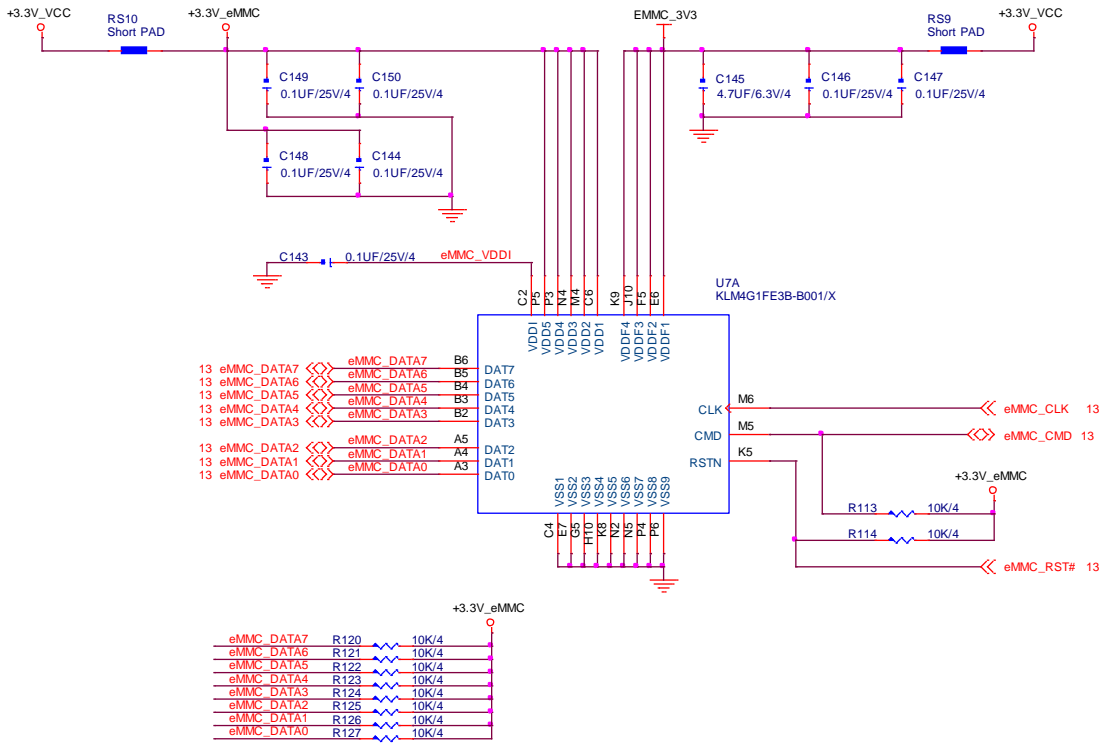 +3.3V_VCC
RS10
Short PAD
+3.3V_eMMC
EMMC_3V3
RS9
Short PAD
+3.3V_VCC
C149
0.1UF/25V/4
C150
0.1UF/25V/4
C145
4.7UF/6.3V/4
C146
0.1UF/25V/4
C147
0.1UF/25V/4
C148
0.1UF/25V/4
C144
0.1UF/25V/4
C143
0.1UF/25V/4
eMMC_VDDI
U7A
KLM4G1FE3B-B001/X
C2
P5
P3
N4
M4
C6
K9
J10
F5
E6
VDDI
VDD5
VDD4
VDD3
VDD2
VDD1
VDDF4
VDDF3
VDDF2
VDDF1
13 eMMC_DATA7 eMMC_DATA7 B6 DAT7
13 eMMC_DATA6 eMMC_DATA6 B5 DAT6
13 eMMC_DATA5 eMMC_DATA5 B4 DAT5
13 eMMC_DATA4 eMMC_DATA4 B3 DAT4
13 eMMC_DATA3 eMMC_DATA3 B2 DAT3
13 eMMC_DATA2 eMMC_DATA2 A5 DAT2
13 eMMC_DATA1 eMMC_DATA1 A4 DAT1
13 eMMC_DATA0 eMMC_DATA0 A3 DAT0
CLK M6 eMMC_CLK 13
CMD M5 eMMC_CMD 13
RSTN K5
+3.3V_eMMC
R113 10K/4
R114 10K/4
eMMC_RST# 13
VSS1
VSS2
VSS3
VSS4
VSS5
VSS6
VSS7
VSS8
VSS9
C4
E7
G5
H10
K8
N2
N5
P4
P6
+3.3V_eMMC
eMMC_DATA7 R120 10K/4
eMMC_DATA6 R121 10K/4
eMMC_DATA5 R122 10K/4
eMMC_DATA4 R123 10K/4
eMMC_DATA3 R124 10K/4
eMMC_DATA2 R125 10K/4
eMMC_DATA1 R126 10K/4
eMMC_DATA0 R127 10K/4